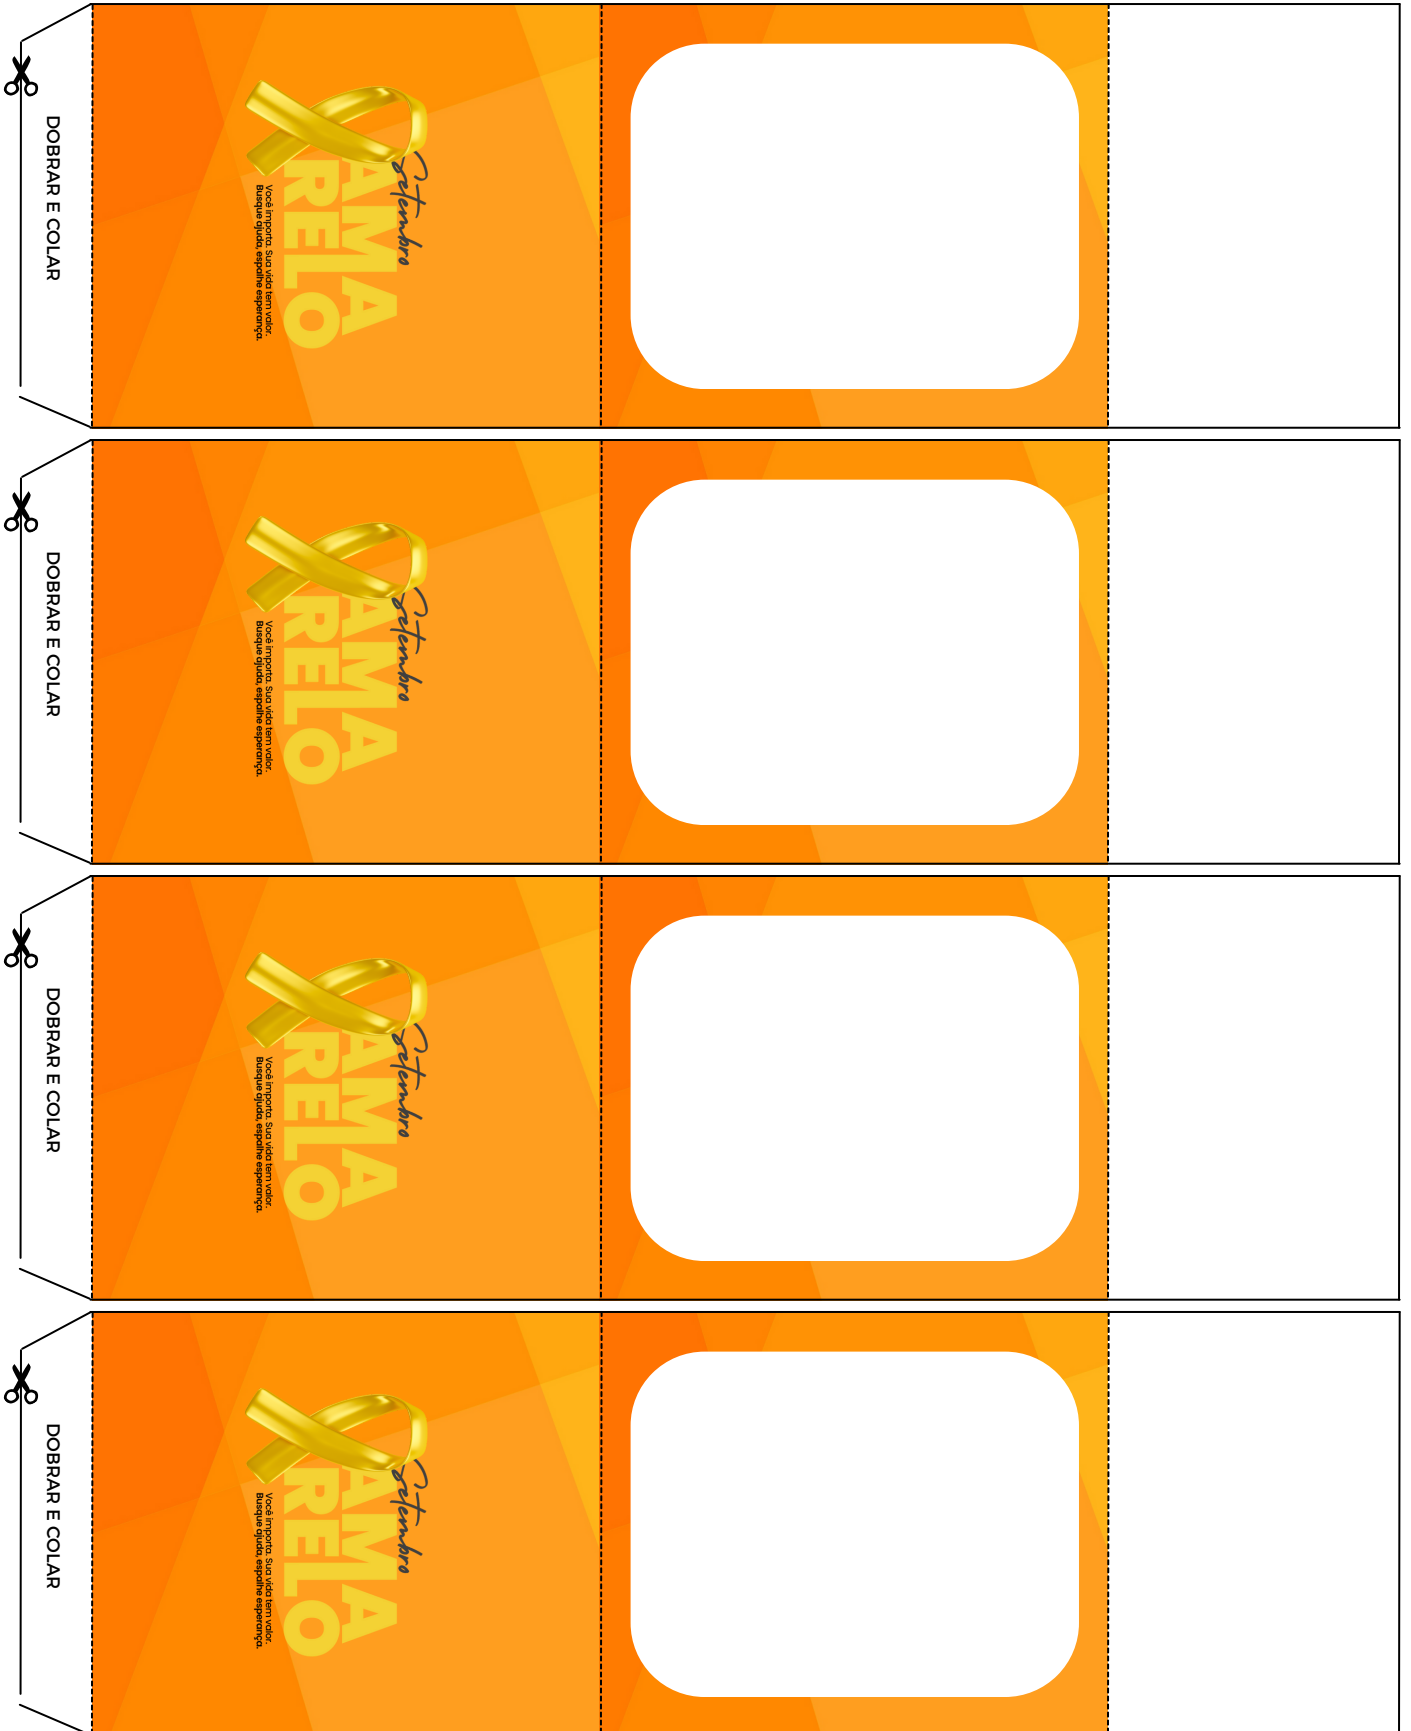 DOBRAR E COLAR
Setembro
AMA
RELO
Você importa. Sua vida tem valor.
Busque ajuda, espalhe esperança.
DOBRAR E COLAR
Setembro
AMA
RELO
Você importa. Sua vida tem valor.
Busque ajuda, espalhe esperança.
DOBRAR E COLAR
Setembro
AMA
RELO
Você importa. Sua vida tem valor.
Busque ajuda, espalhe esperança.
DOBRAR E COLAR
Setembro
AMA
RELO
Você importa. Sua vida tem valor.
Busque ajuda, espalhe esperança.